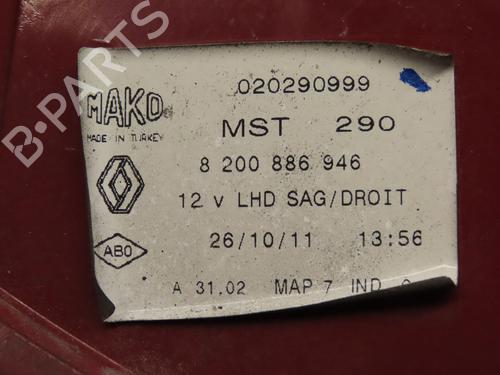 B-PARTS
020290999
MAKO
MADE IN TURKEY
MST 290
8 200 886 946
12 v LHD SAG/DROIT
ABO
26/10/11 13:56
A 31.02 MAP 7 IND